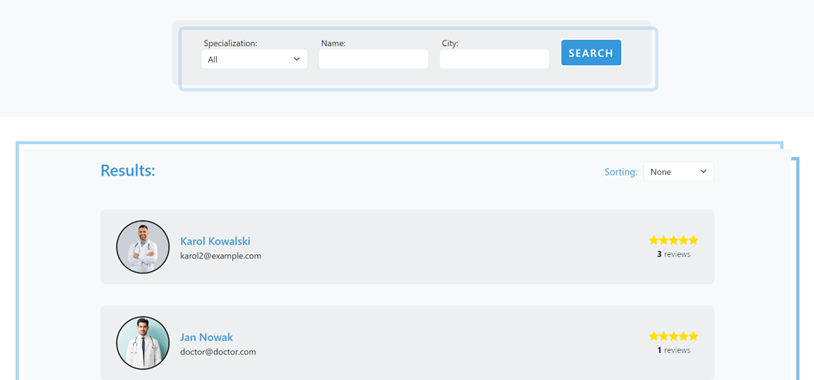 Specialization: Name: City:
All SEARCH
Results: Sorting: None
Karol Kowalski
karol2@example.com
3 reviews
Jan Nowak
doctor@doctor.com
1 reviews